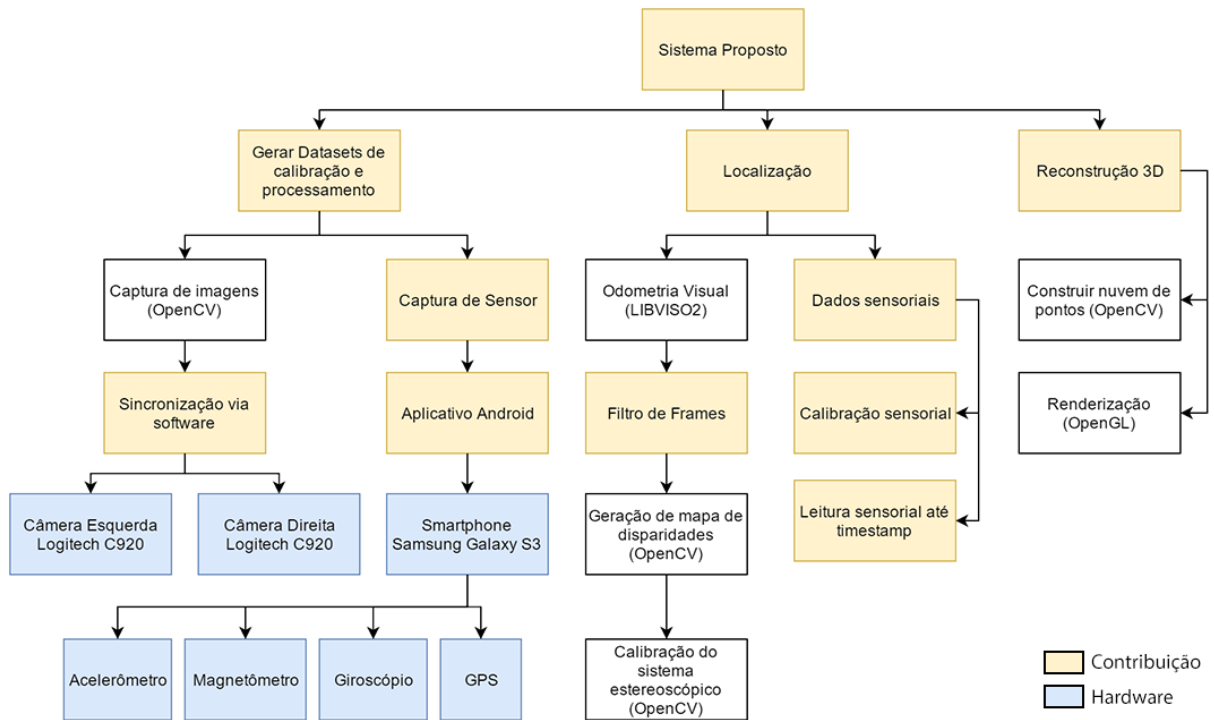 Sistema Proposto
Gerar Datasets de
calibração e
processamento
Localização
Reconstrução 3D
Captura de imagens
(OpenCV)
Captura de Sensor
Odometria Visual
(LIBVISO2)
Dados sensoriais
Construir nuvem de
pontos (OpenCV)
Sincronização via
software
Aplicativo Android
Filtro de Frames
Calibração sensorial
Renderização
(OpenGL)
Câmera Esquerda
Logitech C920
Câmera Direita
Logitech C920
Smartphone
Samsung Galaxy S3
Geração de mapa de
disparidades
(OpenCV)
Leitura sensorial até
timestamp
Acelerômetro
Magnetômetro
Giroscópio
GPS
Calibração do
sistema
estereoscópico
(OpenCV)
Contribuição
Hardware